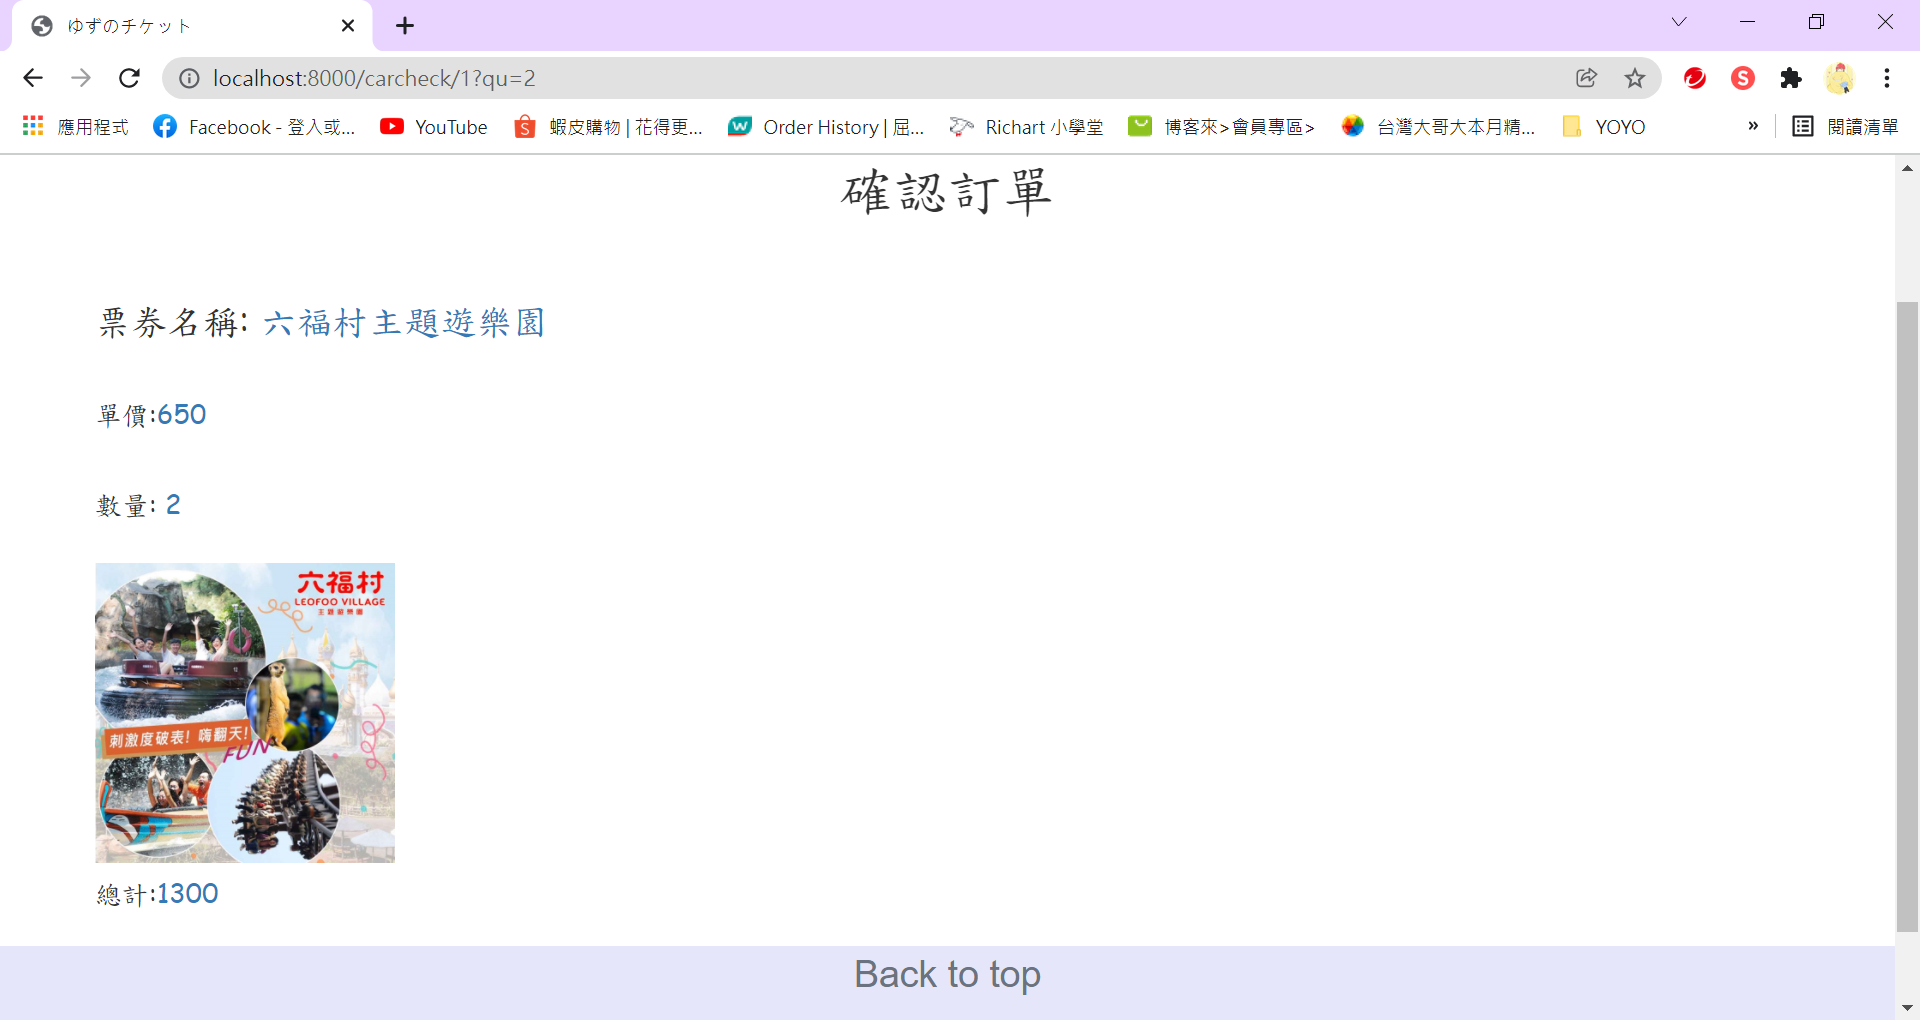 ゆずのチケット
localhost:8000/carcheck/1?qu=2
應用程式
Facebook - 登入或...
YouTube
蝦皮購物 | 花得更...
Order History | 屈...
Richart 小學堂
博客來>會員專區>
台灣大哥大本月精...
YOYO
»
閱讀清單
確認訂單
票券名稱: 六福村主題遊樂園
單價:650
數量: 2
六福村
LEOFOO VILLAGE
主題遊樂園
刺激度破表! 嗨翻天!
FUN
總計:1300
Back to top